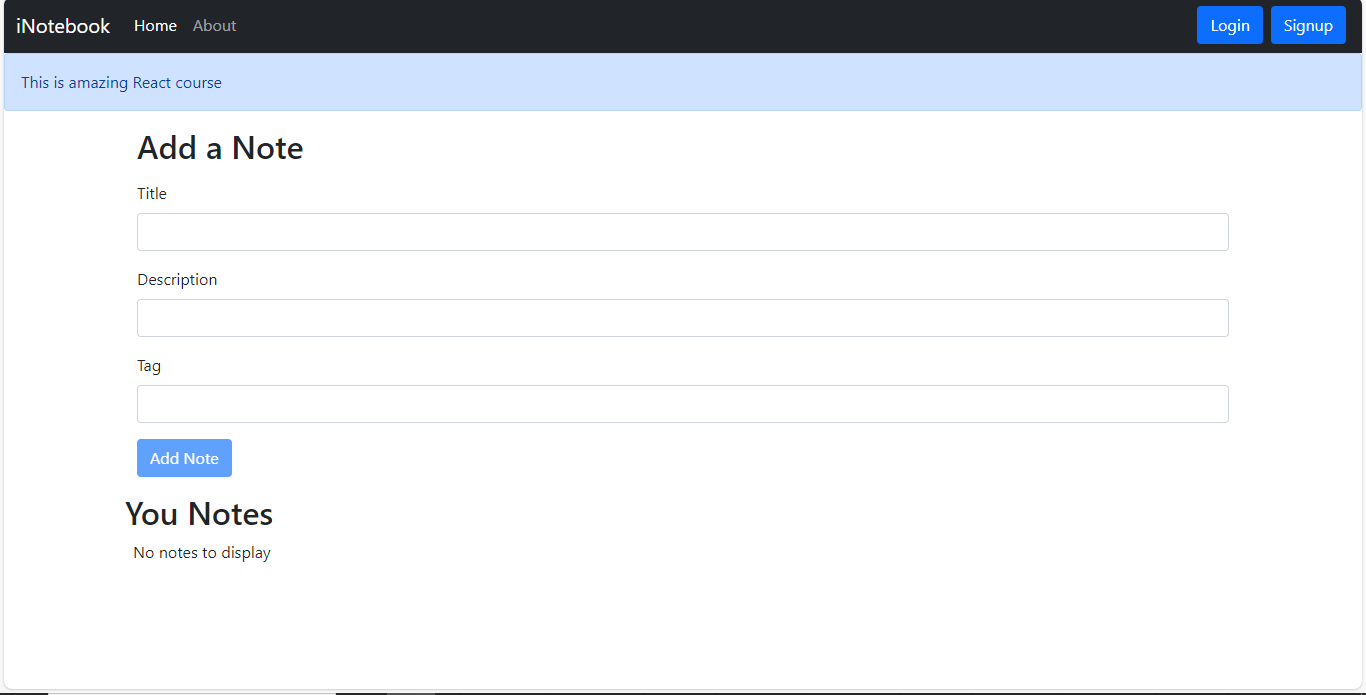 iNotebook Home About Login Signup
This is amazing React course
Add a Note
Title
Description
Tag
Add Note
You Notes
No notes to display